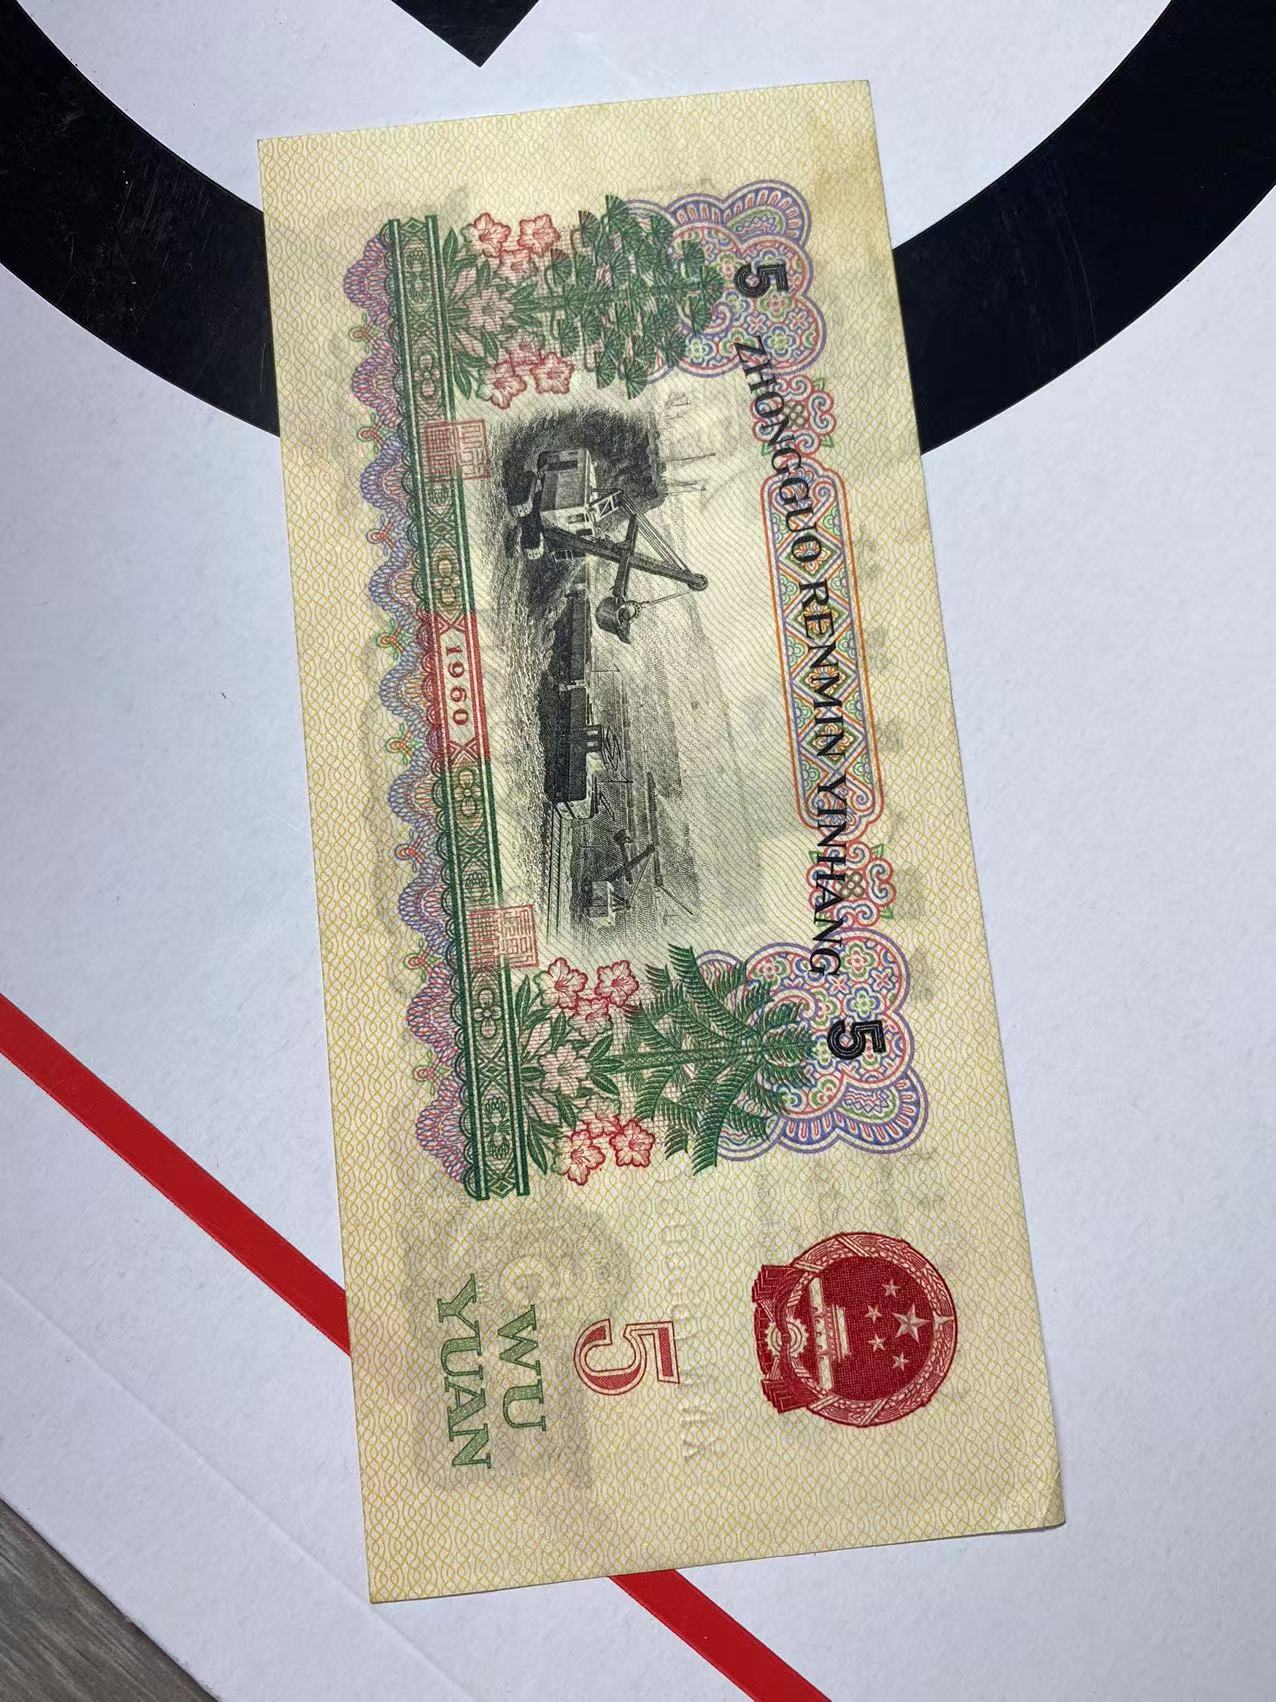 5 ZHONGGUO RENMIN YINHANG 5
1960
5
WU
YUAN